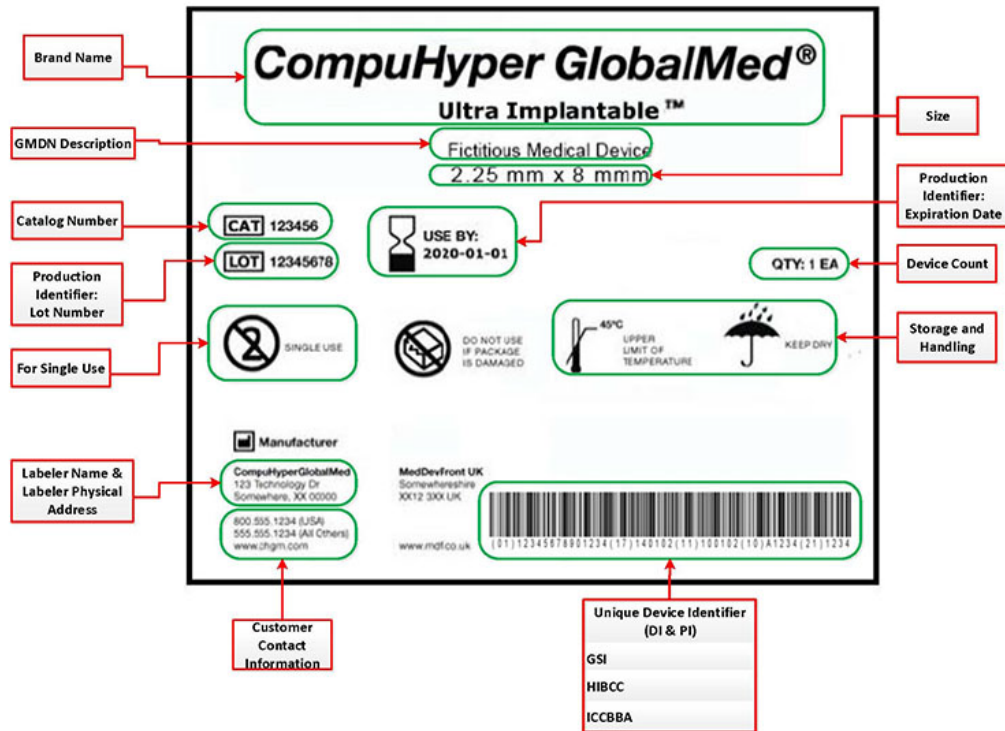 CompuHyper GlobalMed®
Ultra Implantable™
Fictitious Medical Device
2.25 mm x 8 mmm
Brand Name
GMDN Description
Size
Catalog Number
CAT 123456
Production
Identifier:
Lot Number
LOT 12345678
USE BY:
2020-01-01
Production
Identifier:
Expiration Date
QTY: 1 EA
Device Count
For Single Use
2
SINGLE USE
DO NOT USE
IF PACKAGE
IS DAMAGED
45°C
UPPER
LIMIT OF
TEMPERATURE
KEEP DRY
Storage and
Handling
Manufacturer
Labeler Name &
Labeler Physical
Address
CompuHyperGlobalMed
123 Technology Dr
Somewhere, XX 00000
800.555.1234 (USA)
555.555.1234 (All Others)
www.chgm.com
MedDevFront UK
Somewhereshire
XX12 3XX UK
www.mdf.co.uk
(01)12345678901234(17)140102(11)100102(10)A1234(21)1234
Customer
Contact
Information
Unique Device Identifier
(DI & PI)
GSI
HIBCC
ICCBBA